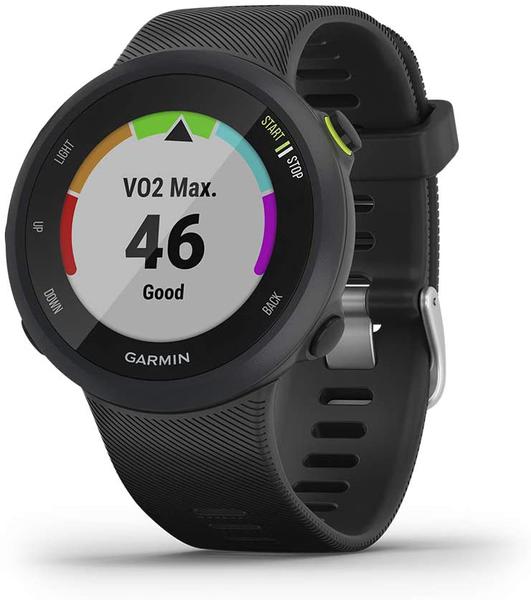 LIGHT
START
STOP
UP
VO2 Max.
46
Good
DOWN
BACK
GARMIN